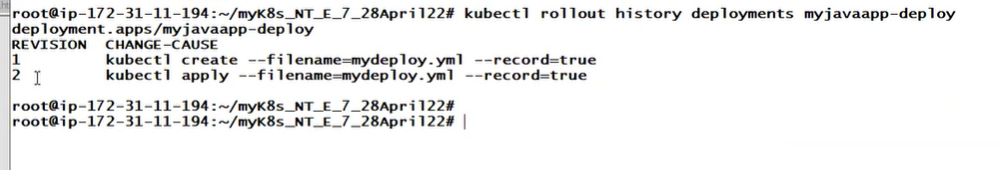 root@ip-172-31-11-194:~/myK8s_NT_E_7_28April22# kubectl rollout history deployments myjavaapp-deploy
deployment.apps/myjavaapp-deploy
REVISION  CHANGE-CAUSE
1         kubectl create --filename=mydeploy.yml --record=true
2         kubectl apply --filename=mydeploy.yml --record=true
root@ip-172-31-11-194:~/myK8s_NT_E_7_28April22#
root@ip-172-31-11-194:~/myK8s_NT_E_7_28April22#